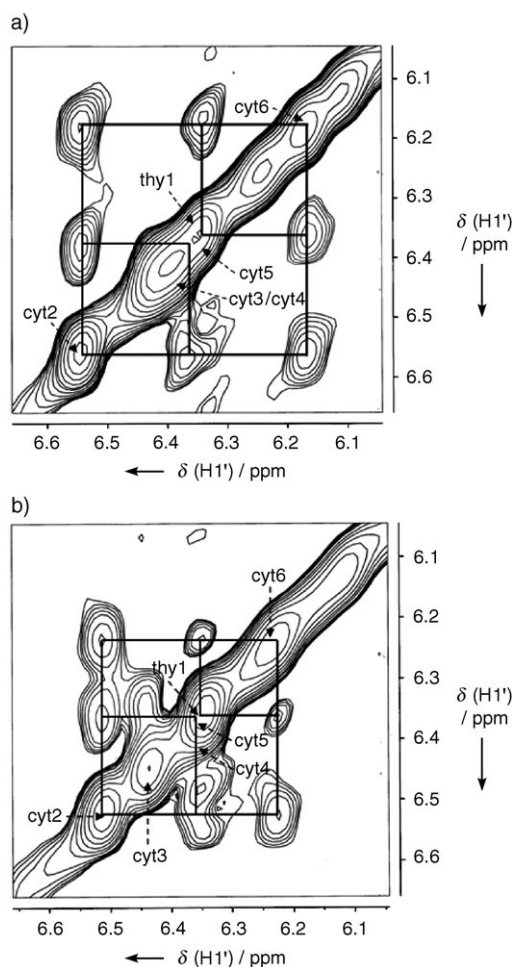 a)
6.1
cyt6
6.2
thy1
6.3
δ (H1')
/ ppm
cyt5
6.4
cyt3/cyt4
cyt2
6.5
6.6
6.6 6.5 6.4 6.3 6.2 6.1
δ (H1') / ppm
b)
6.1
cyt6
6.2
thy1
6.3
δ (H1')
/ ppm
cyt5
6.4
cyt4
6.5
cyt2
cyt3
6.6
6.6 6.5 6.4 6.3 6.2 6.1
δ (H1') / ppm